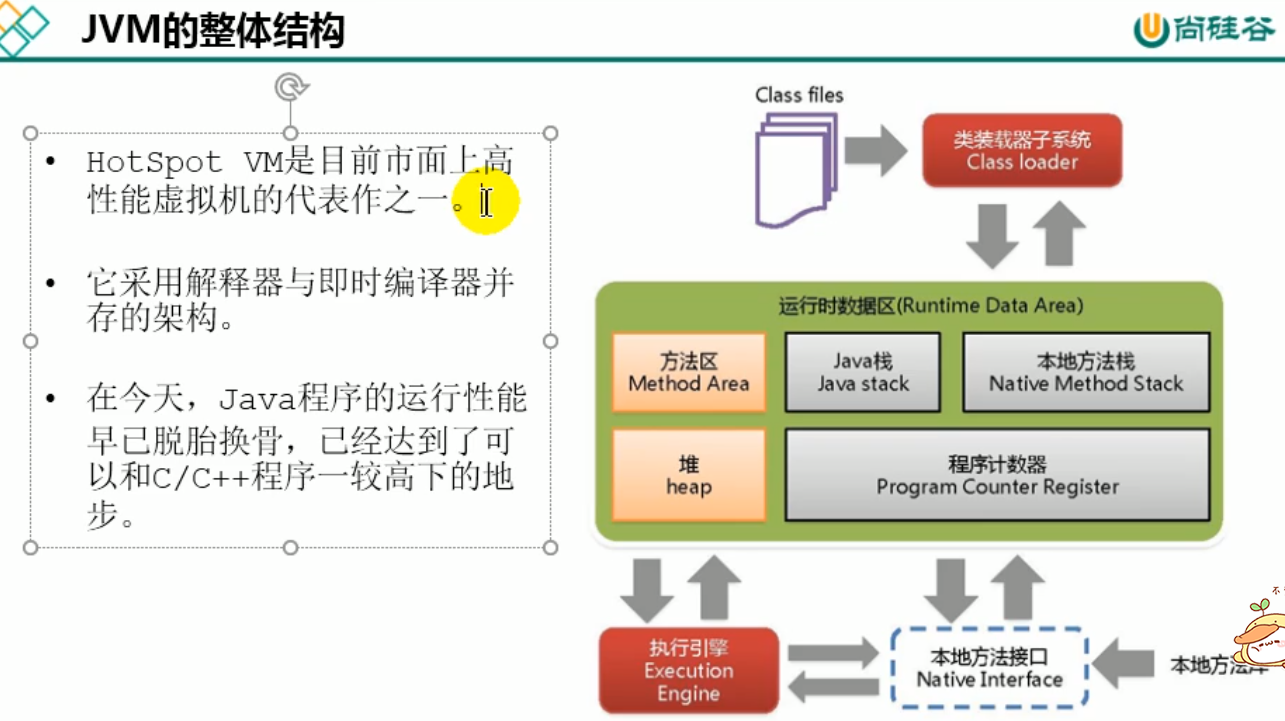 JVM的整体结构
尚硅谷
• HotSpot VM是目前市面上高
性能虚拟机的代表作之一。
• 它采用解释器与即时编译器并
存的架构。
• 在今天，Java程序的运行性能
早已脱胎换骨，已经达到了可
以和C/C++程序一较高下的地
步。
Class files
类装载器子系统
Class loader
运行时数据区(Runtime Data Area)
方法区
Method Area
Java栈
Java stack
本地方法栈
Native Method Stack
堆
heap
程序计数器
Program Counter Register
执行引擎
Execution
Engine
本地方法接口
Native Interface
本地方法库
不